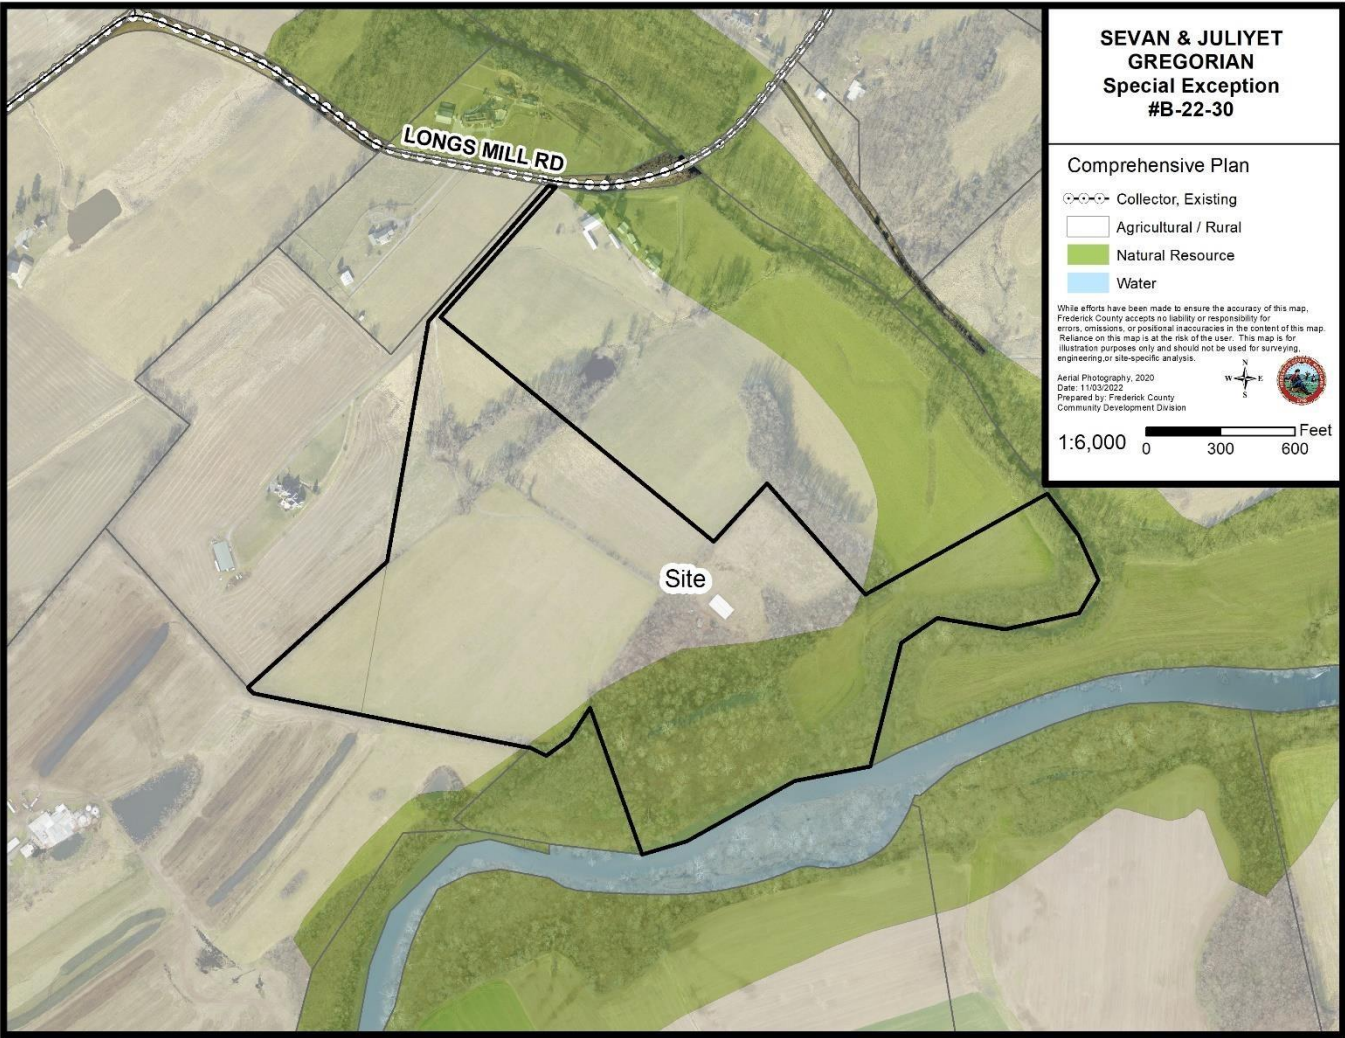 SEVAN & JULIYET
GREGORIAN
Special Exception
#B-22-30
LONGS MILL RD
Comprehensive Plan
Collector, Existing
Agricultural / Rural
Natural Resource
Water
While efforts have been made to ensure the accuracy of this map,
Frederick County accepts no liability or responsibility for
errors, omissions, or positional inaccuracies in the content of this map.
Reliance on this map is at the risk of the user. This map is for
illustration purposes only and should not be used for surveying,
engineering,or site-specific analysis.
Aerial Photography, 2020
Date: 11/03/2022
Prepared by: Frederick County
Community Development Division
N
W E
S
1:6,000
Feet
0 300 600
Site